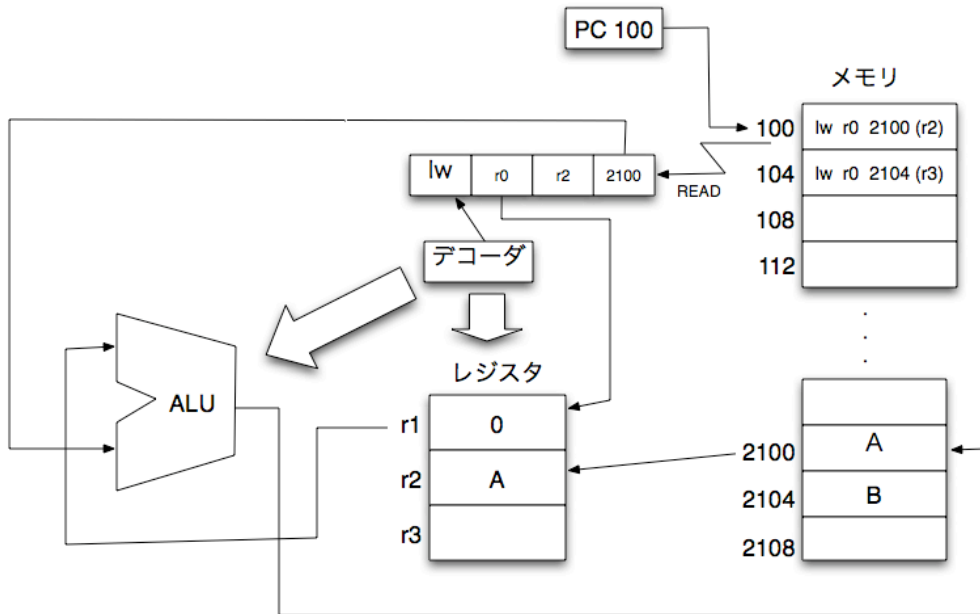 PC 100
メモリ
100 lw r0 2100 (r2)
lw r0 r2 2100
READ
104 lw r0 2104 (r3)
108
デコーダ
112
レジスタ
ALU
r1 0
2100 A
r2 A
2104 B
r3
2108